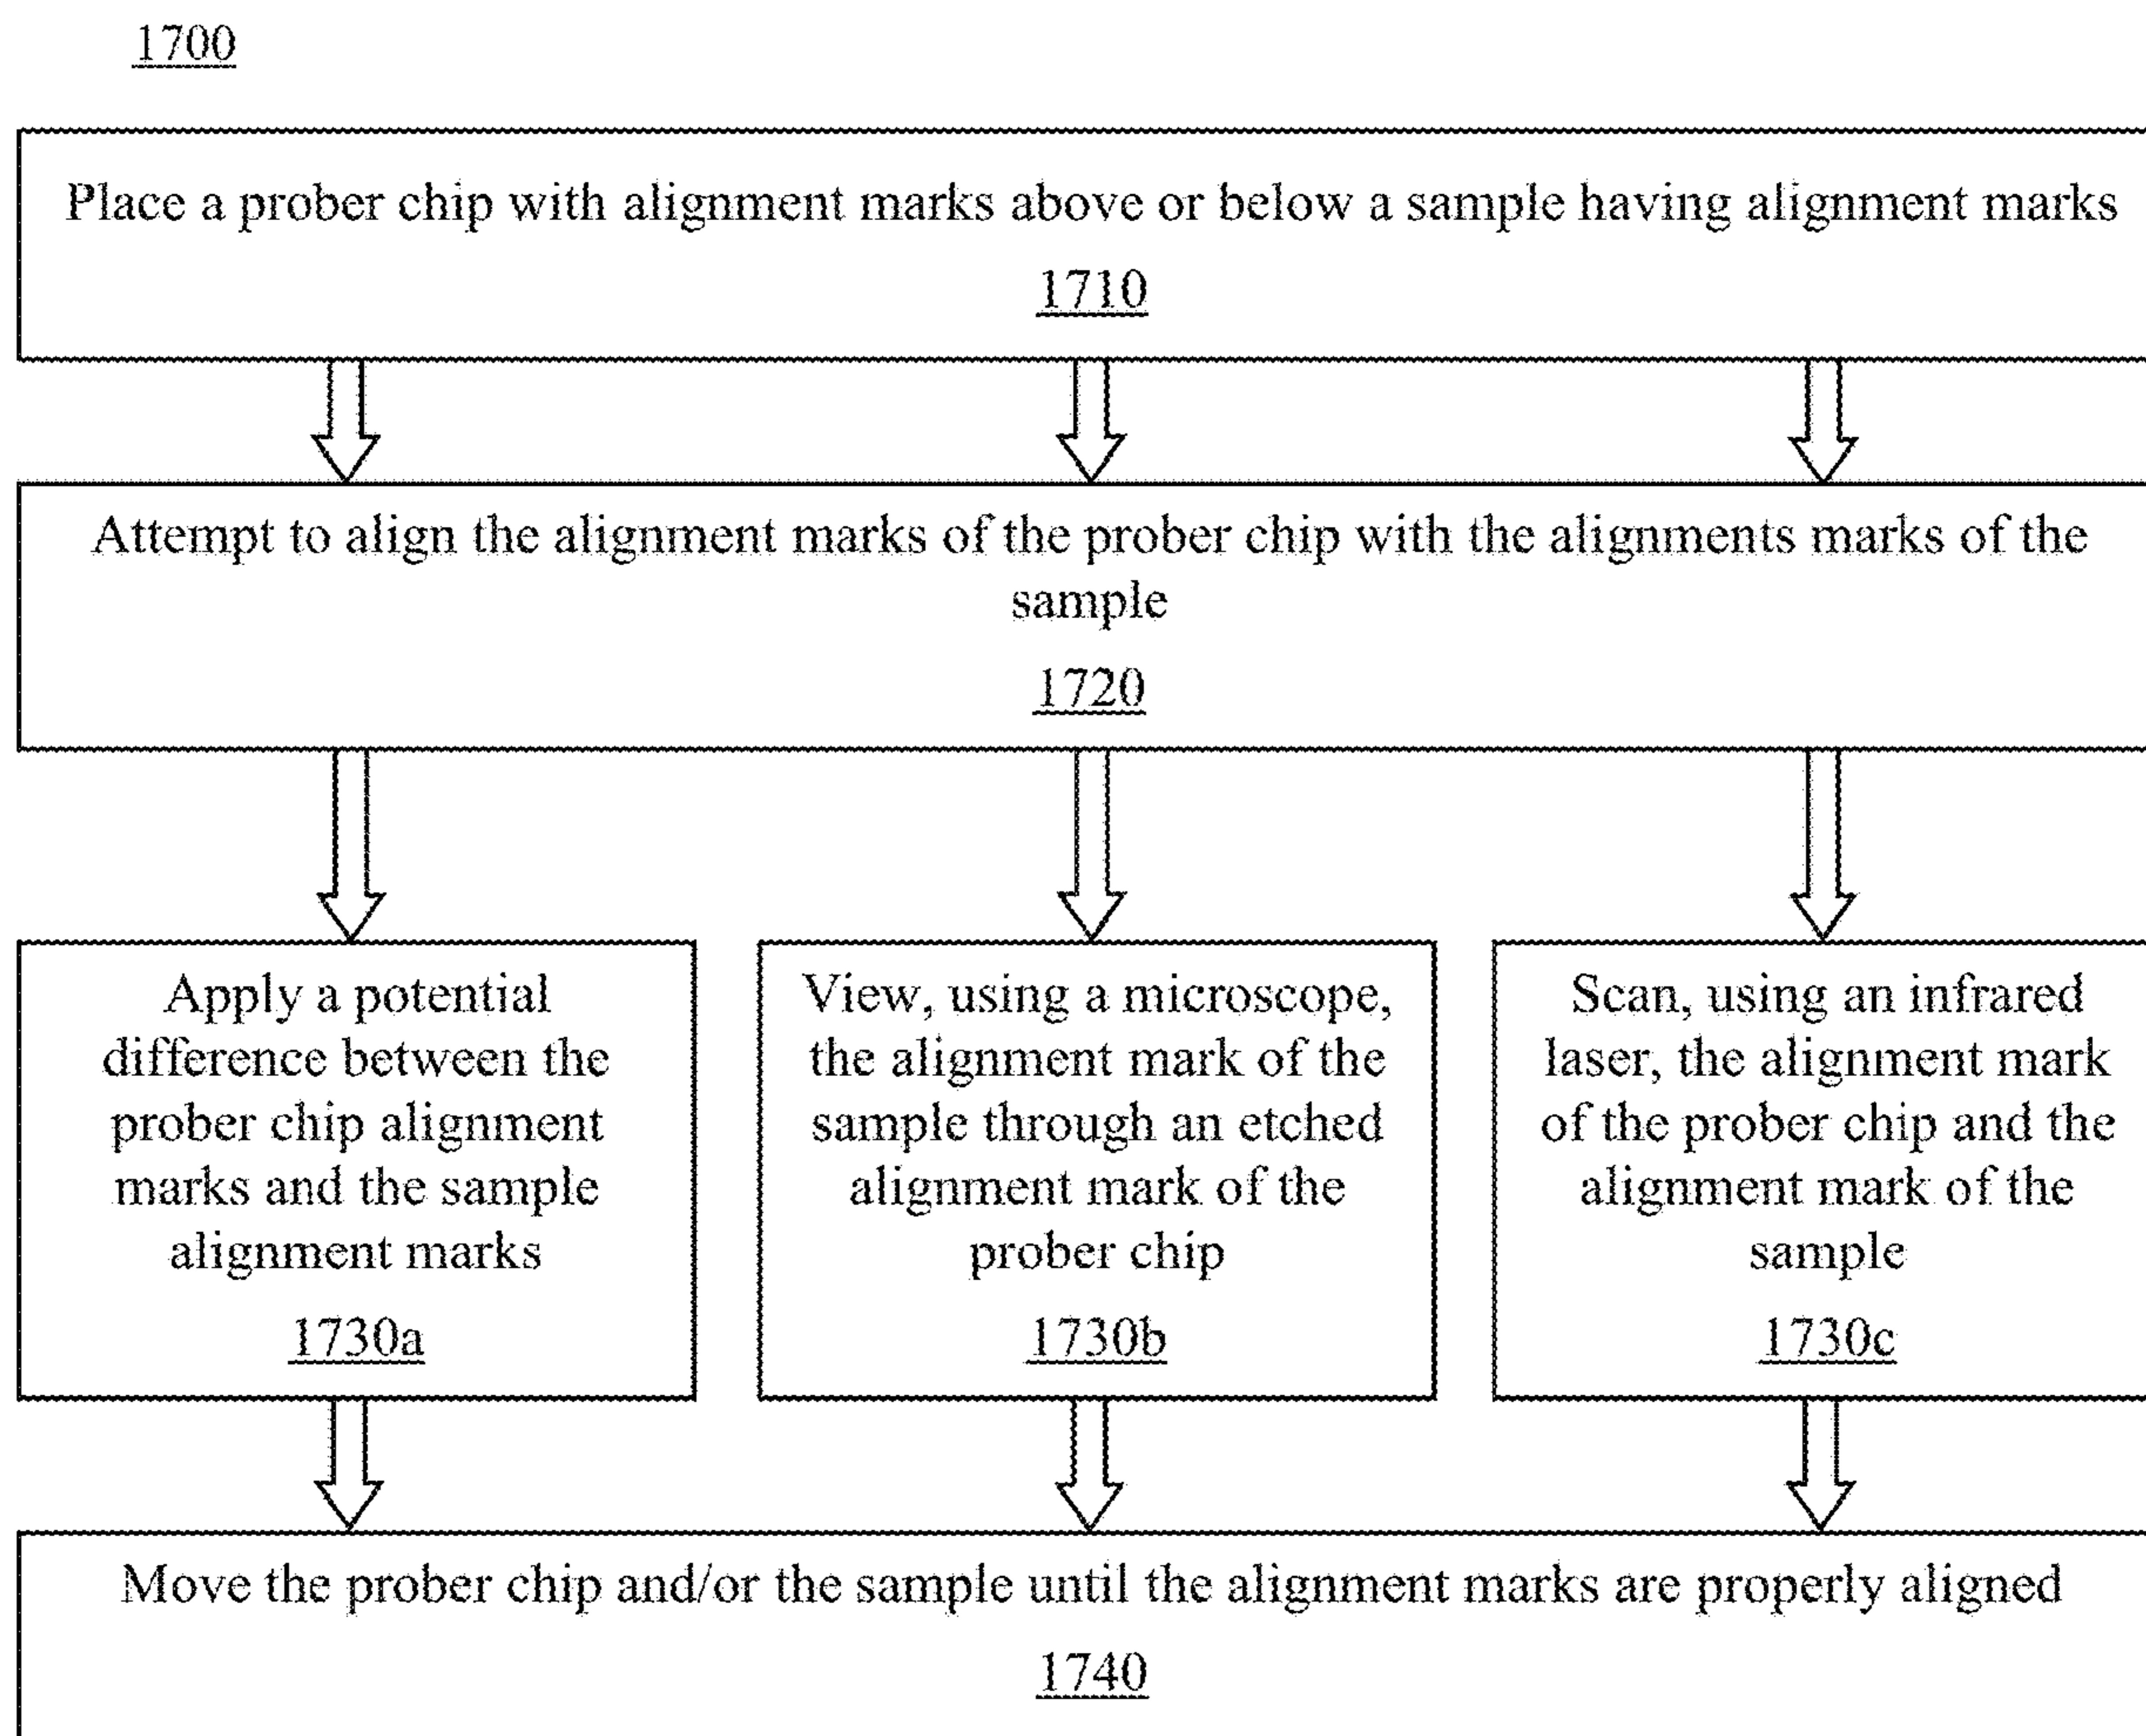 1700
Place a prober chip with alignment marks above or below a sample having alignment marks
1710
Attempt to align the alignment marks of the prober chip with the alignments marks of the
sample
1720
Apply a potential
difference between the
prober chip alignment
marks and the sample
alignment marks
1730a
View, using a microscope,
the alignment mark of the
sample through an etched
alignment mark of the
prober chip
1730b
Scan, using an infrared
laser, the alignment mark
of the prober chip and the
alignment mark of the
sample
1730c
Move the prober chip and/or the sample until the alignment marks are properly aligned
1740